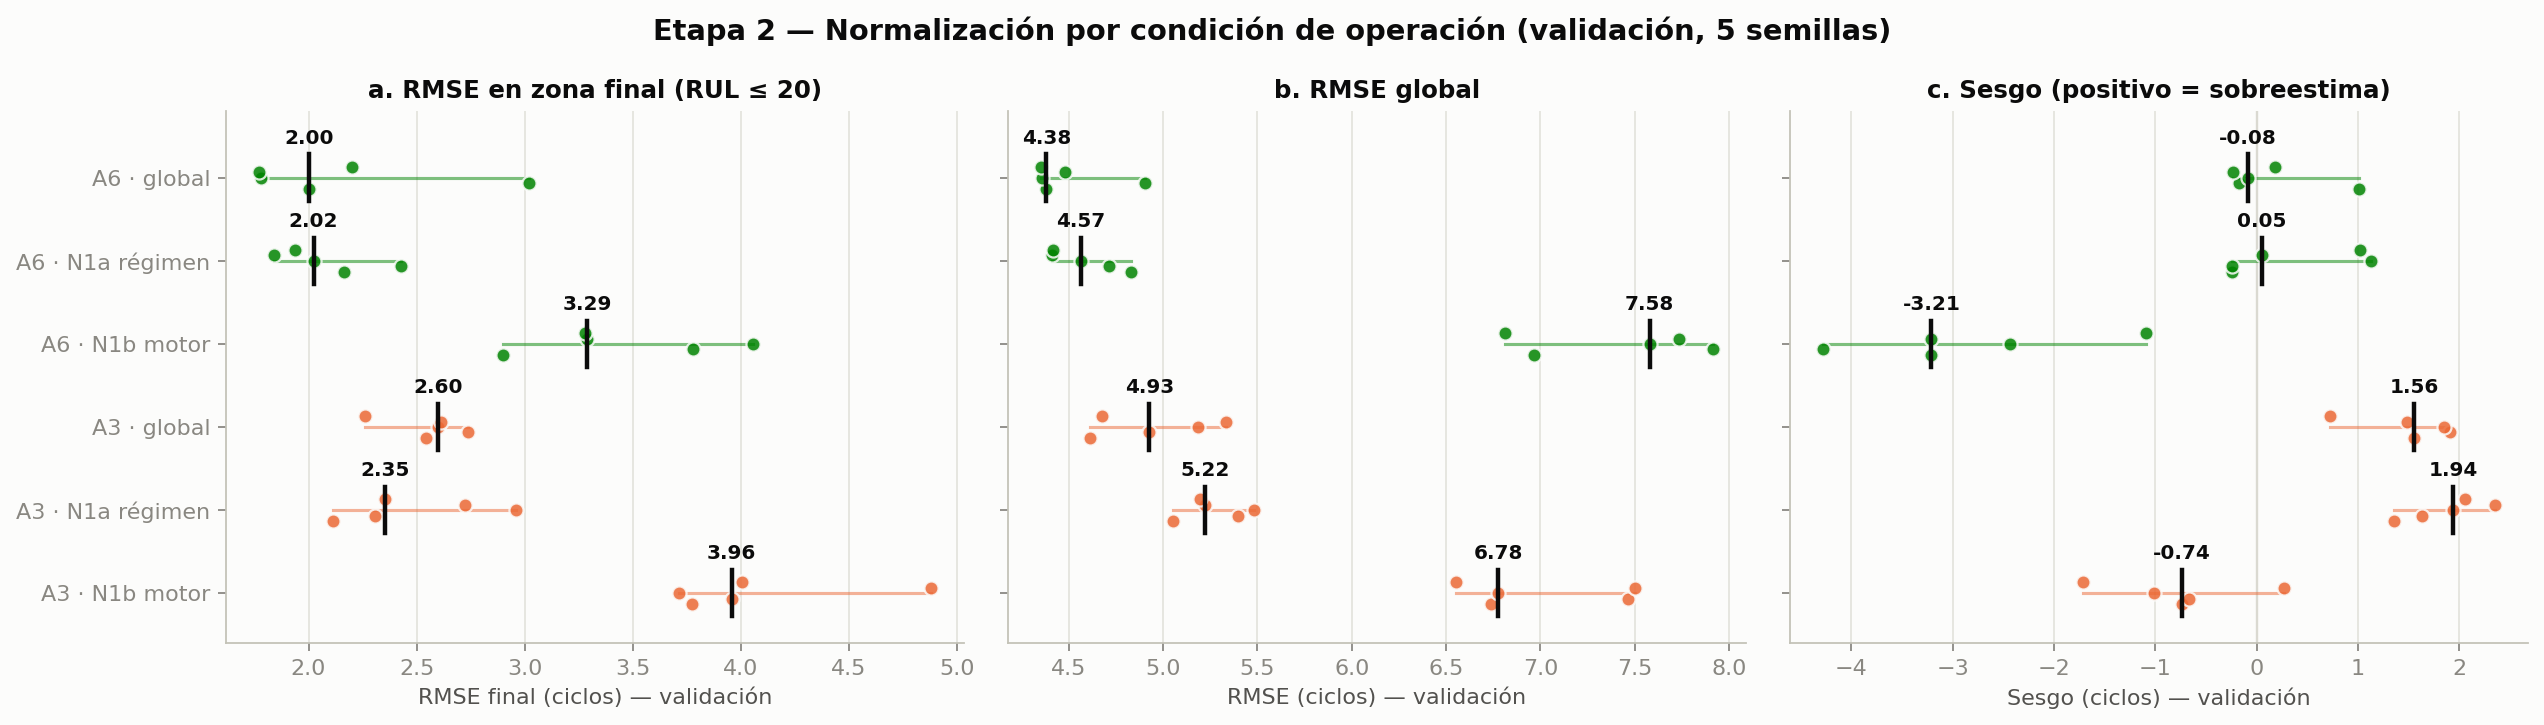 Etapa 2 — Normalización por condición de operación (validación, 5 semillas)
a. RMSE en zona final (RUL ≤ 20)
A6 · global
A6 · N1a régimen
A6 · N1b motor
A3 · global
A3 · N1a régimen
A3 · N1b motor
2.00
2.02
3.29
2.60
2.35
3.96
2.0 2.5 3.0 3.5 4.0 4.5 5.0
RMSE final (ciclos) — validación
b. RMSE global
4.38
4.57
7.58
4.93
5.22
6.78
4.5 5.0 5.5 6.0 6.5 7.0 7.5 8.0
RMSE (ciclos) — validación
c. Sesgo (positivo = sobreestima)
-0.08
0.05
-3.21
1.56
1.94
-0.74
−4 −3 −2 −1 0 1 2
Sesgo (ciclos) — validación